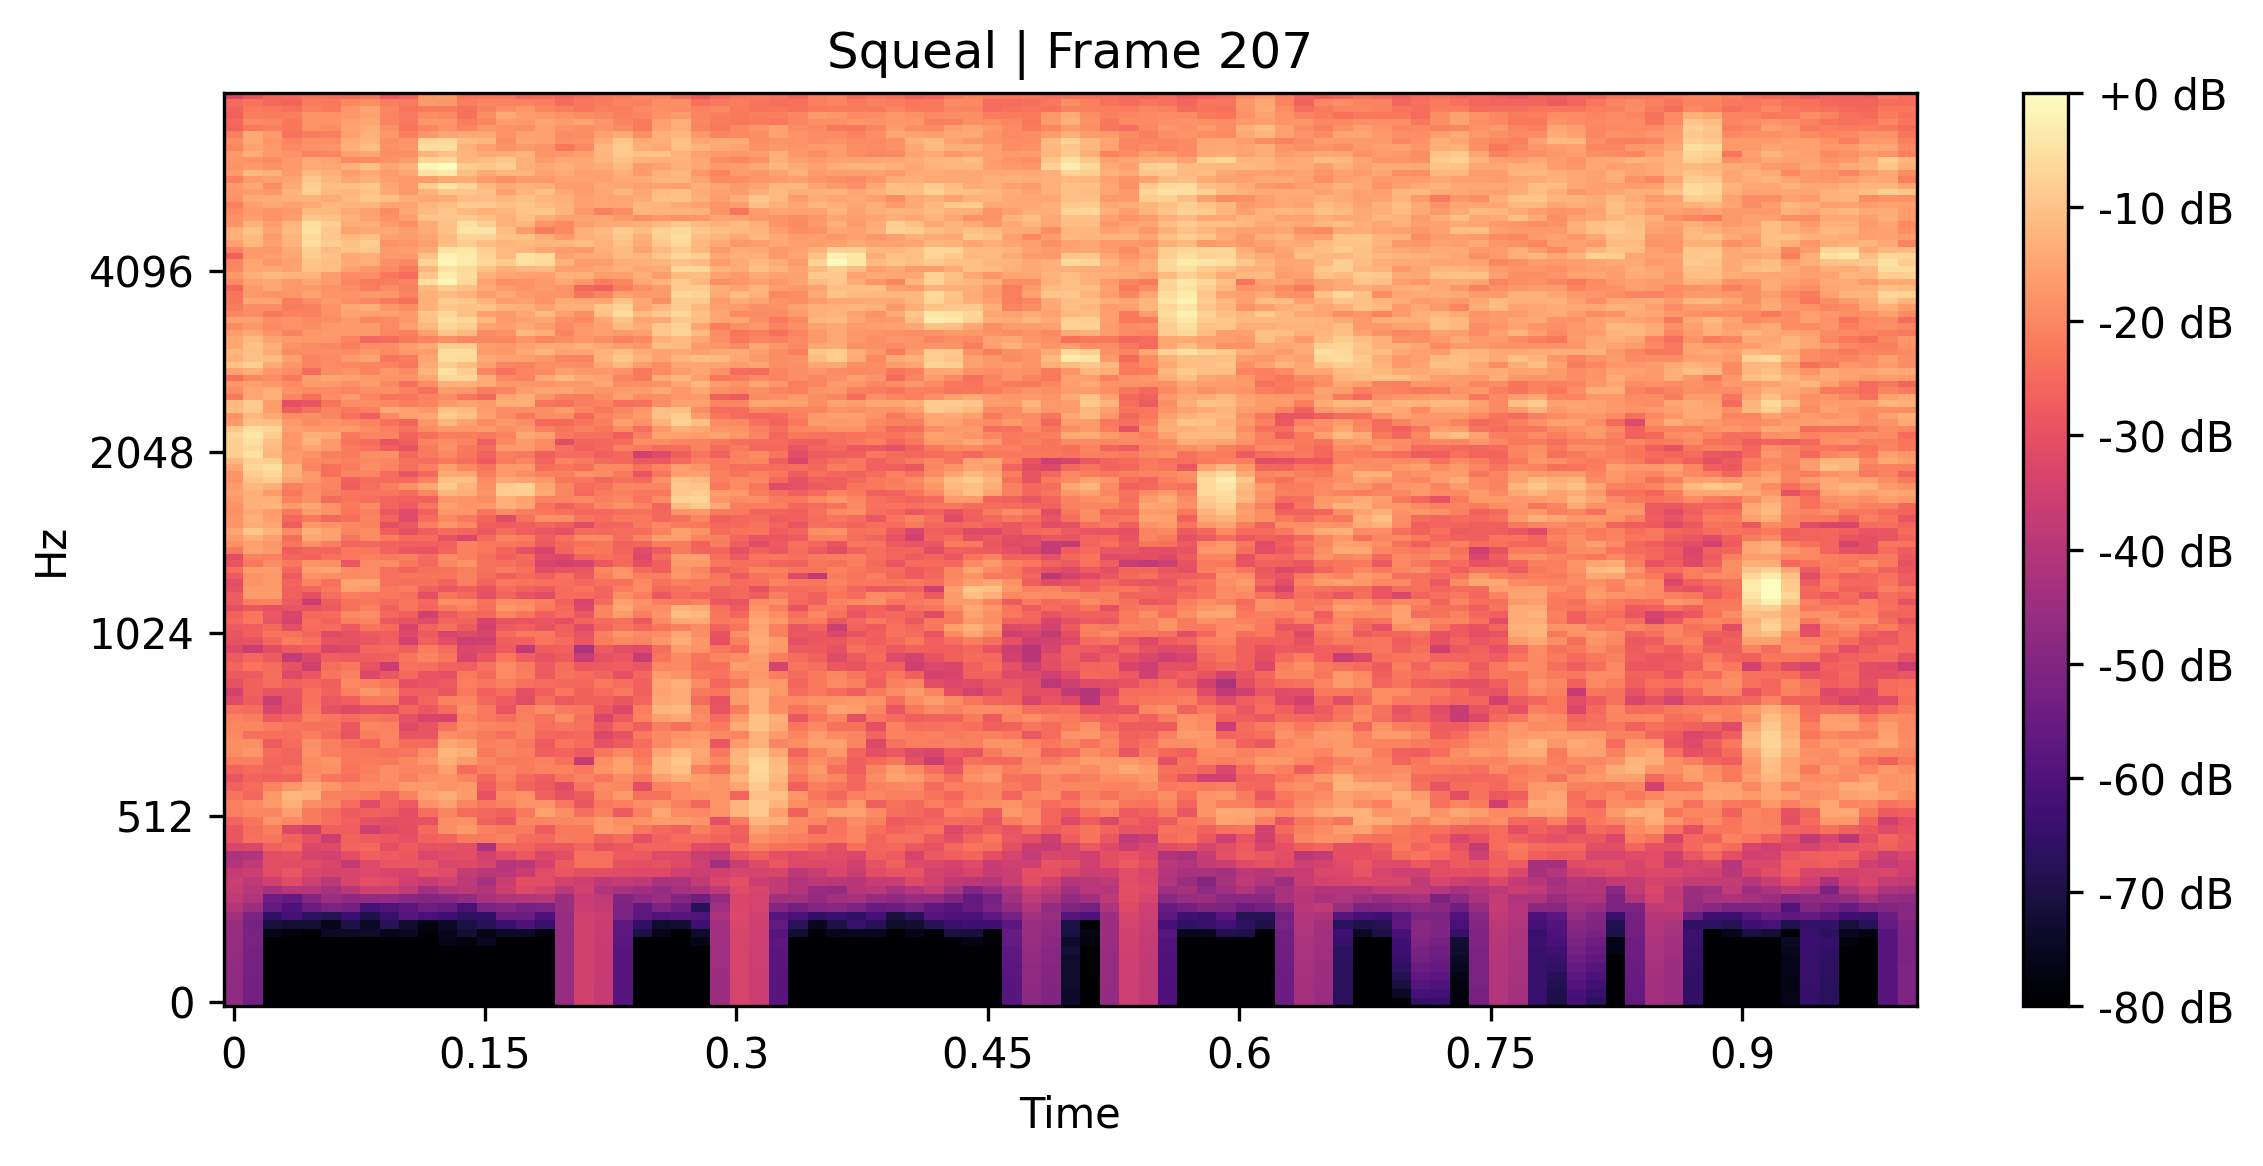 Squeal | Frame 207
Hz
4096
2048
1024
512
0
0 0.15 0.3 0.45 0.6 0.75 0.9
Time
+0 dB
-10 dB
-20 dB
-30 dB
-40 dB
-50 dB
-60 dB
-70 dB
-80 dB